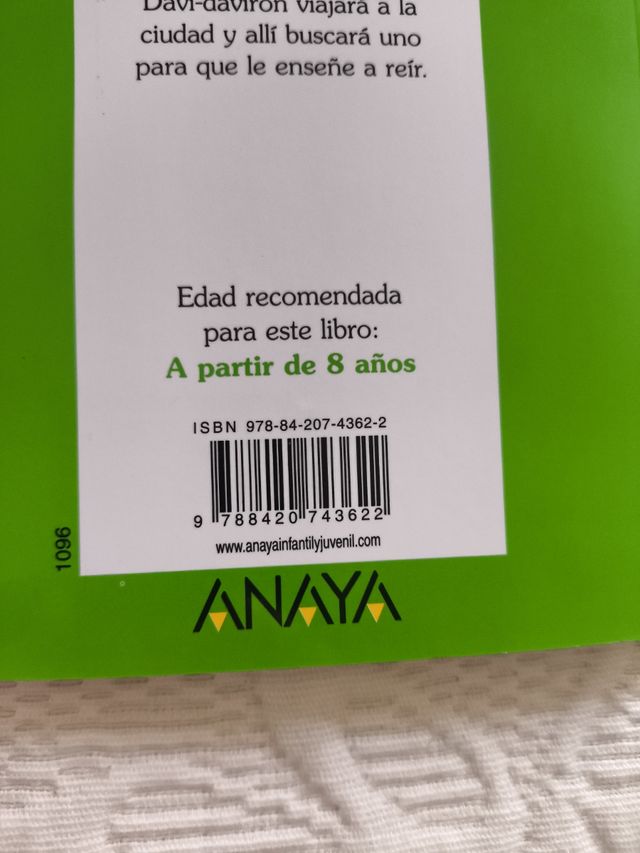 Davi-davirón viajará a la
ciudad y allí buscará uno
para que le enseñe a reír.
Edad recomendada
para este libro:
A partir de 8 años
ISBN 978-84-207-4362-2
9 788420 743622
www.anayainfantilyjuvenil.com
1096
ANAYA